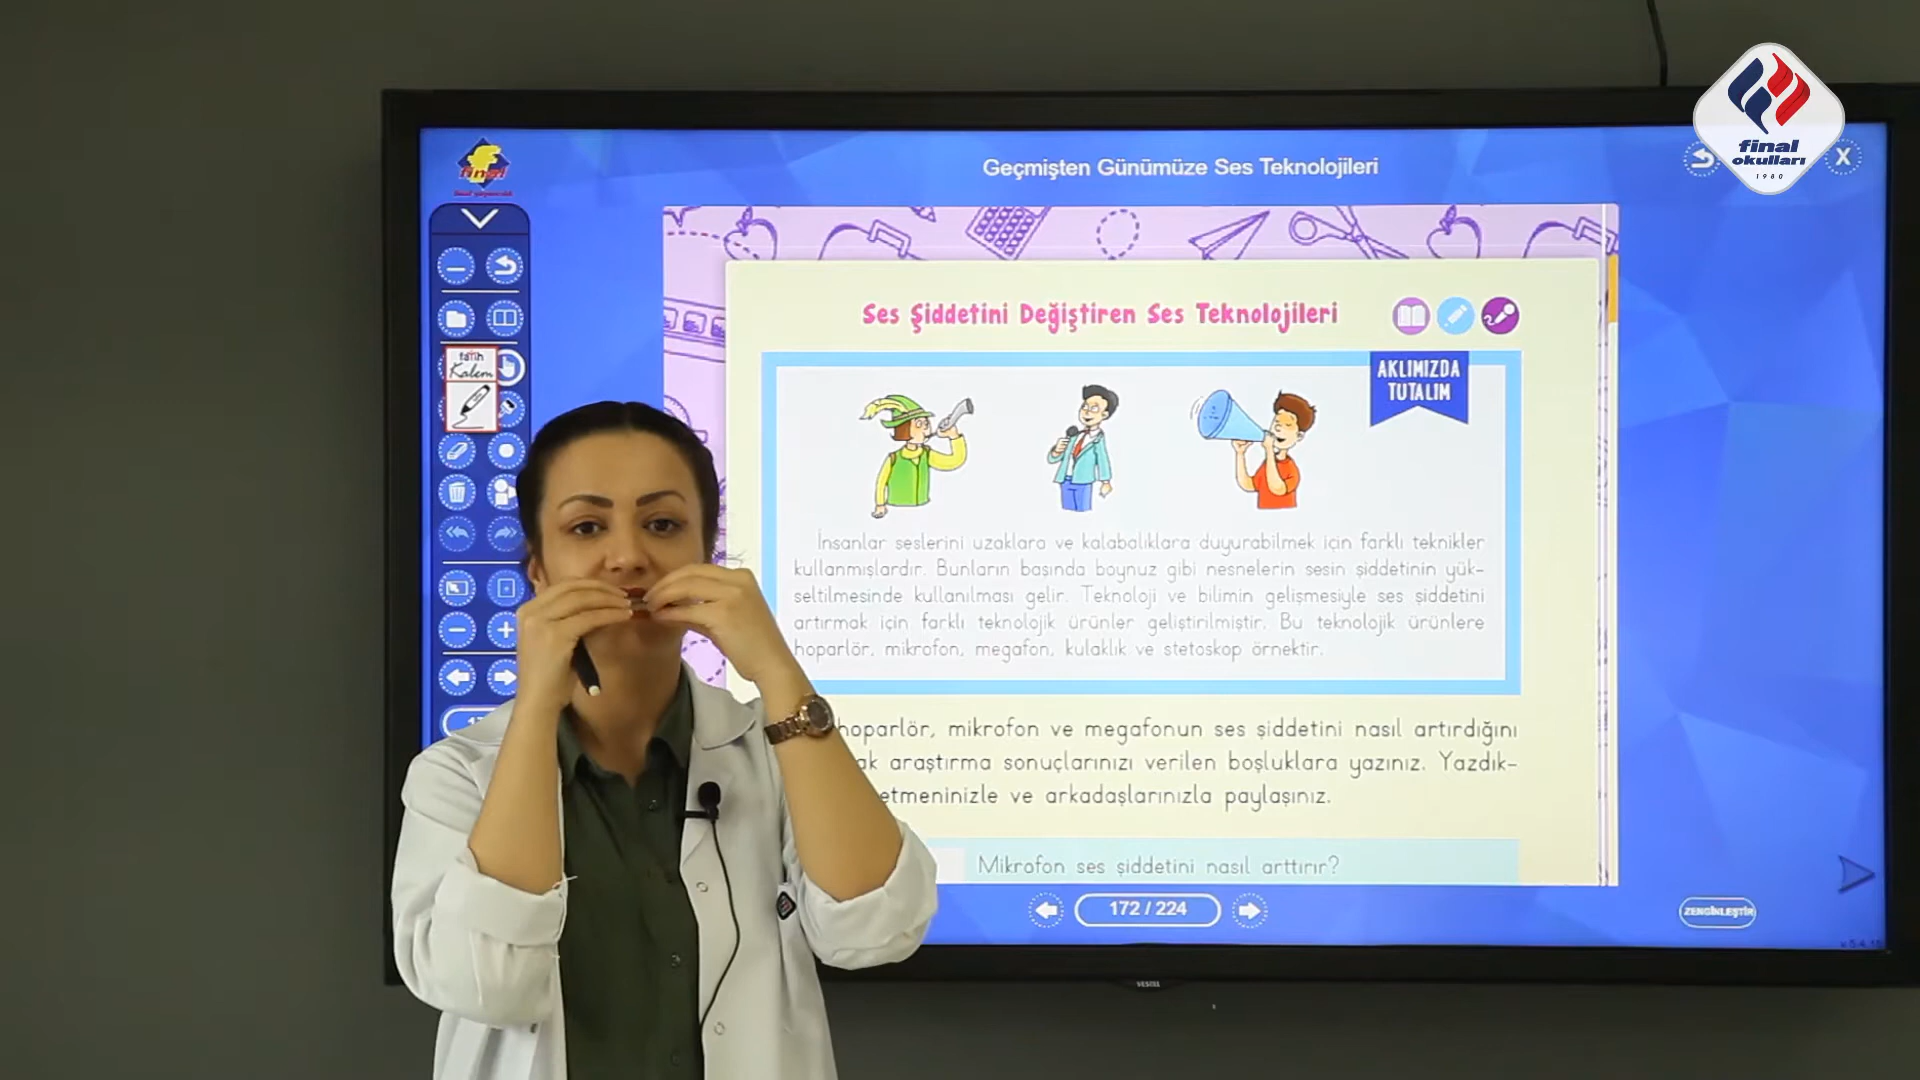 final
okulları
1980
final
Geçmişten Günümüze Ses Teknolojileri
X
Ses Şiddetini Değiştiren Ses Teknolojileri
AKLIMIZDA
TUTALIM
fatih
Kalem
İnsanlar seslerini uzaklara ve kalabalıklara duyurabilmek için farklı teknikler
kullanmışlardır. Bunların başında boynuz gibi nesnelerin sesin şiddetinin yük-
seltilmesinde kullanılması gelir. Teknoloji ve bilimin gelişmesiyle ses şiddetini
artırmak için farklı teknolojik ürünler geliştirilmiştir. Bu teknolojik ürünlere
hoparlör, mikrofon, megafon, kulaklık ve stetoskop örnektir.
hoparlör, mikrofon ve megafonun ses şiddetini nasıl artırdığını
ak araştırma sonuçlarınızı verilen boşluklara yazınız. Yazdık-
etmeninizle ve arkadaşlarınızla paylaşınız.
Mikrofon ses şiddetini nasıl arttırır?
172 / 224
ZENGİNLEŞTİR
VESTEL